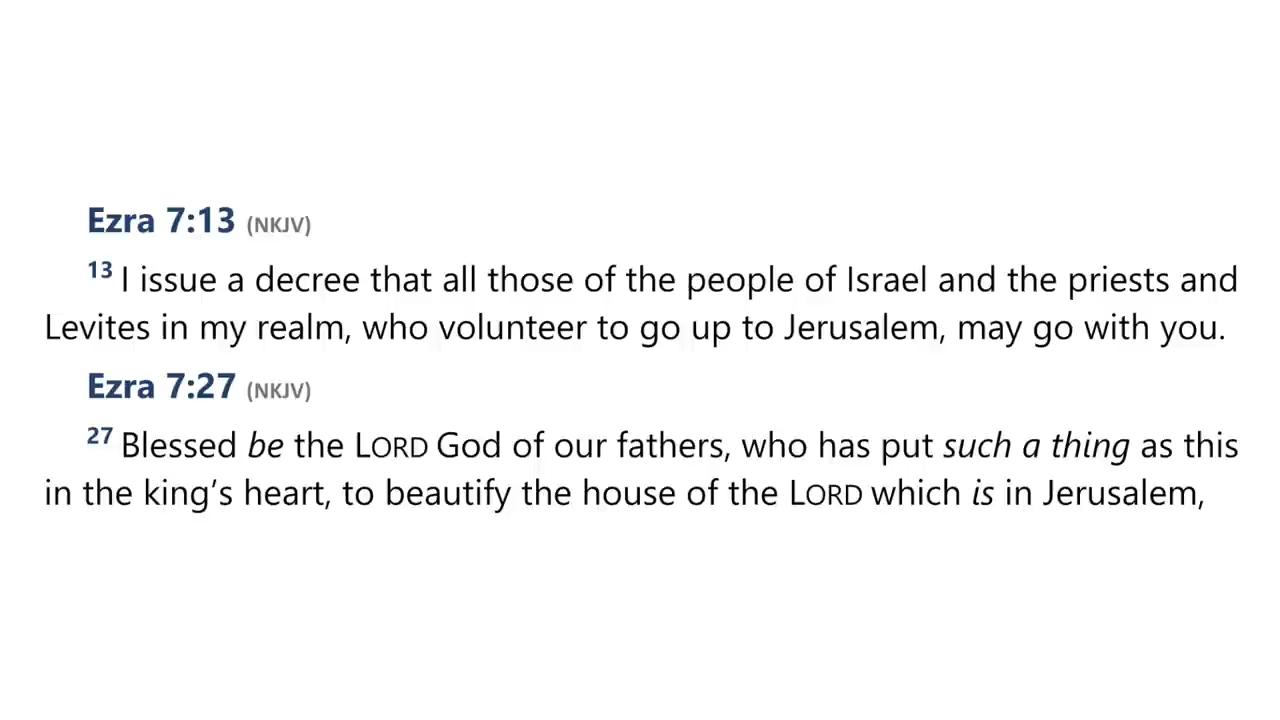 Ezra 7:13 (NKJV)
13 I issue a decree that all those of the people of Israel and the priests and
Levites in my realm, who volunteer to go up to Jerusalem, may go with you.
Ezra 7:27 (NKJV)
27 Blessed be the LORD God of our fathers, who has put such a thing as this
in the king’s heart, to beautify the house of the LORD which is in Jerusalem,